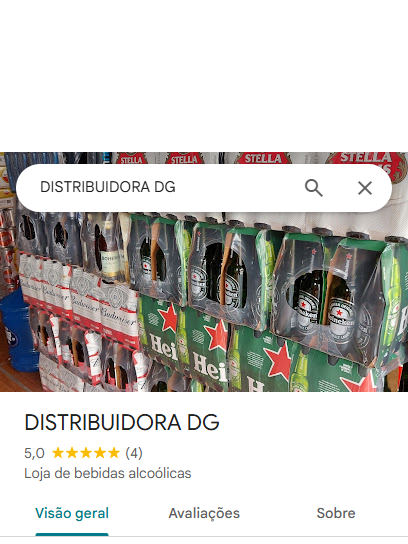 STELLA
STELLA
STELLA
DISTRIBUIDORA DG
Budweiser
Budweiser
Heineken
Heineken
Hei
Hei
DISTRIBUIDORA DG
5,0 ★★★★★ (4)
Loja de bebidas alcoólicas
Visão geral Avaliações Sobre